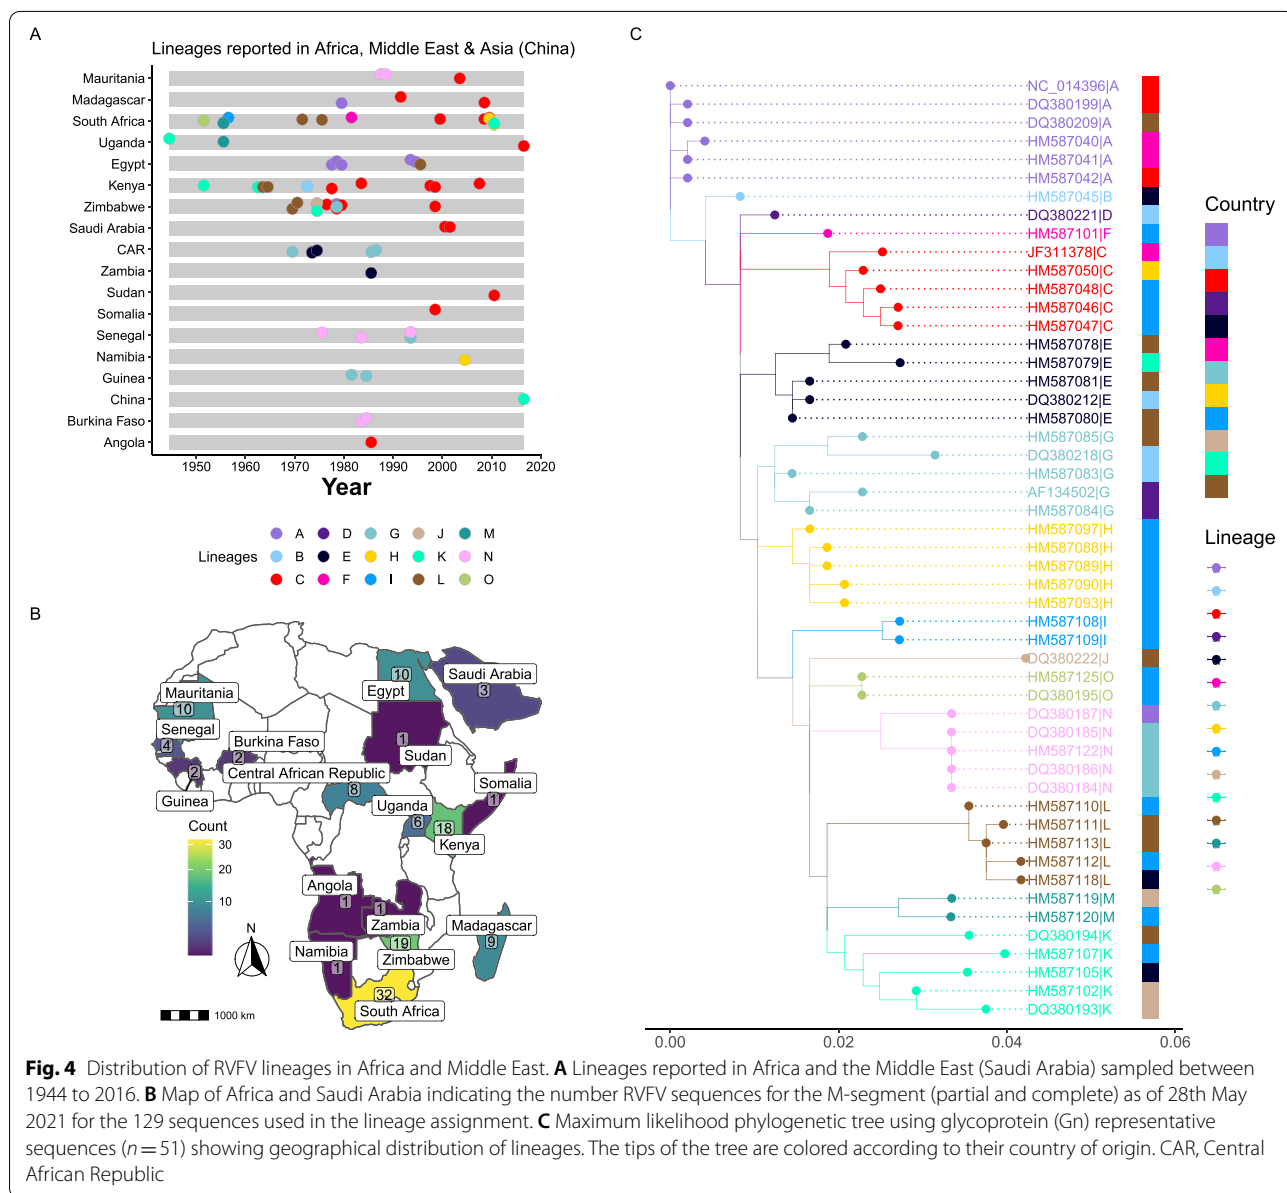 A
Lineages reported in Africa, Middle East & Asia (China)
Mauritania
Madagascar
South Africa
Uganda
Egypt
Kenya
Zimbabwe
Saudi Arabia
CAR
Zambia
Sudan
Somalia
Senegal
Namibia
Guinea
China
Burkina Faso
Angola
1950 1960 1970 1980 1990 2000 2010 2020
Year
Lineages
A D G J M
B E H K N
C F I L O
B
Saudi Arabia
3
Egypt
10
Mauritania
10
Senegal
4
Burkina Faso
2
Sudan
1
Central African Republic
8
Guinea
2
Somalia
1
Uganda
6
Kenya
18
Angola
1
Zambia
1
Madagascar
9
Namibia
1
Zimbabwe
19
South Africa
32
Count
30
20
10
N
1000 km
C
NC_014396|A
DQ380199|A
DQ380209|A
HM587040|A
HM587041|A
HM587042|A
HM587045|B
DQ380221|D
HM587101|F
JF311378|C
HM587050|C
HM587048|C
HM587046|C
HM587047|C
HM587078|E
HM587079|E
HM587081|E
DQ380212|E
HM587080|E
HM587085|G
DQ380218|G
HM587083|G
AF134502|G
HM587084|G
HM587097|H
HM587088|H
HM587089|H
HM587090|H
HM587093|H
HM587108|I
HM587109|I
DQ380222|J
HM587125|O
DQ380195|O
DQ380187|N
DQ380185|N
HM587122|N
DQ380186|N
DQ380184|N
HM587110|L
HM587111|L
HM587113|L
HM587112|L
HM587118|L
HM587119|M
HM587120|M
DQ380194|K
HM587107|K
HM587105|K
HM587102|K
DQ380193|K
0.00 0.02 0.04 0.06
Country
Lineage
Fig. 4 Distribution of RVFV lineages in Africa and Middle East. A Lineages reported in Africa and the Middle East (Saudi Arabia) sampled between
1944 to 2016. B Map of Africa and Saudi Arabia indicating the number RVFV sequences for the M-segment (partial and complete) as of 28th May
2021 for the 129 sequences used in the lineage assignment. C Maximum likelihood phylogenetic tree using glycoprotein (Gn) representative
sequences (n = 51) showing geographical distribution of lineages. The tips of the tree are colored according to their country of origin. CAR, Central
African Republic